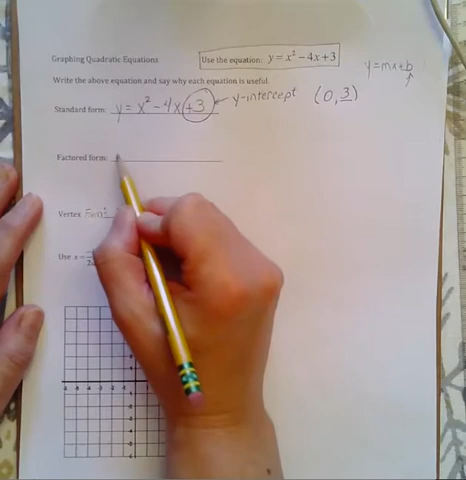 Graphing Quadratic Equations Use the equation: y = x² - 4x + 3
y = mx + b
Write the above equation and say why each equation is useful.
Standard form: y = x² - 4x + 3 ← y-intercept (0, 3)
Factored form:
Vertex
Use x =